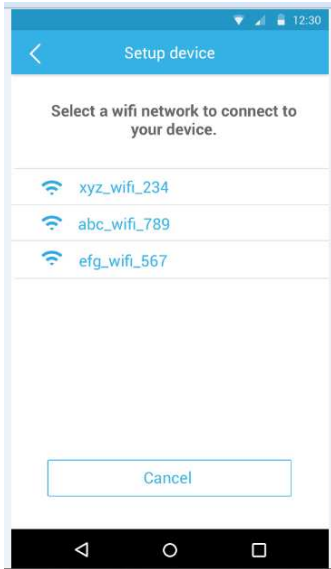 12:30
Setup device
Select a wifi network to connect to
your device.
xyz_wifi_234
abc_wifi_789
efg_wifi_567
Cancel